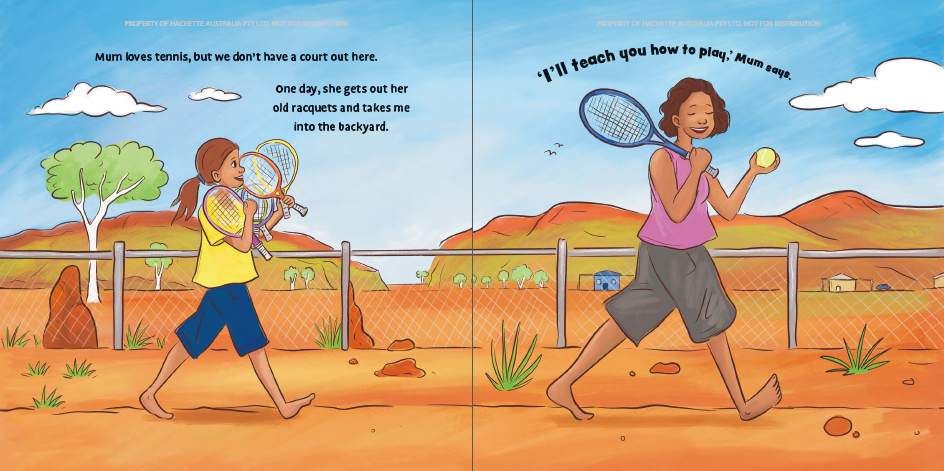 PROPERTY OF HACHETTE AUSTRALIA PTY LTD. NOT FOR DISTRIBUTION
Mum loves tennis, but we don't have a court out here.
One day, she gets out her
old racquets and takes me
into the backyard.
PROPERTY OF HACHETTE AUSTRALIA PTY LTD. NOT FOR DISTRIBUTION
'I'll teach you how to play,' Mum says.